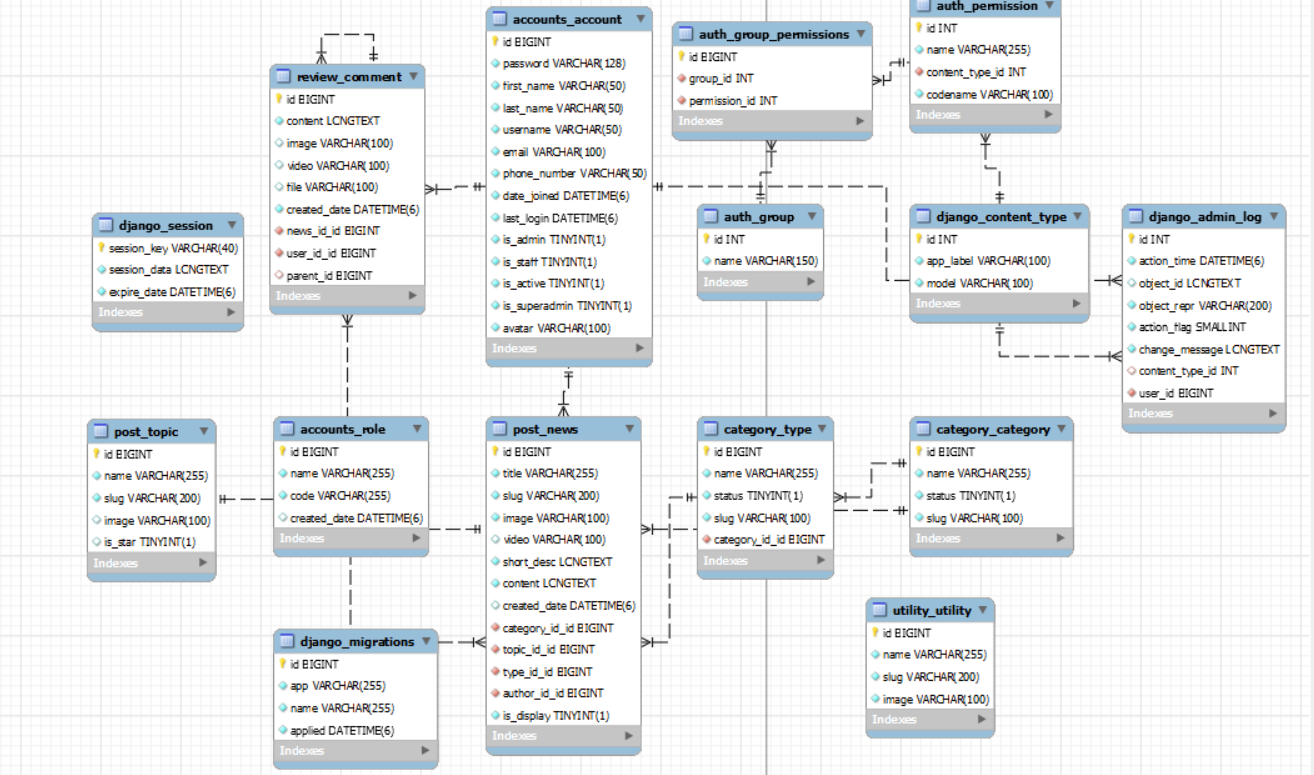 accounts_account
id BIGINT
password VARCHAR(128)
first_name VARCHAR(50)
last_name VARCHAR(50)
username VARCHAR(50)
email VARCHAR(100)
phone_number VARCHAR(50)
date_joined DATETIME(6)
last_login DATETIME(6)
is_admin TINYINT(1)
is_staff TINYINT(1)
is_active TINYINT(1)
is_superadmin TINYINT(1)
avatar VARCHAR(100)
Indexes
auth_group_permissions
id BIGINT
group_id INT
permission_id INT
Indexes
auth_permission
id INT
name VARCHAR(255)
content_type_id INT
codename VARCHAR(100)
Indexes
review_comment
id BIGINT
content LONGTEXT
image VARCHAR(100)
video VARCHAR(100)
file VARCHAR(100)
created_date DATETIME(6)
news_id_id BIGINT
user_id_id BIGINT
parent_id BIGINT
Indexes
django_session
session_key VARCHAR(40)
session_data LONGTEXT
expire_date DATETIME(6)
Indexes
auth_group
id INT
name VARCHAR(150)
Indexes
django_content_type
id INT
app_label VARCHAR(100)
model VARCHAR(100)
Indexes
django_admin_log
id INT
action_time DATETIME(6)
object_id LONGTEXT
object_repr VARCHAR(200)
action_flag SMALLINT
change_message LONGTEXT
content_type_id INT
user_id BIGINT
Indexes
post_topic
id BIGINT
name VARCHAR(255)
slug VARCHAR(200)
image VARCHAR(100)
is_star TINYINT(1)
Indexes
accounts_role
id BIGINT
name VARCHAR(255)
code VARCHAR(255)
created_date DATETIME(6)
Indexes
post_news
id BIGINT
title VARCHAR(255)
slug VARCHAR(200)
image VARCHAR(100)
video VARCHAR(100)
short_desc LONGTEXT
content LONGTEXT
created_date DATETIME(6)
category_id_id BIGINT
topic_id_id BIGINT
type_id_id BIGINT
author_id_id BIGINT
is_display TINYINT(1)
Indexes
category_type
id BIGINT
name VARCHAR(255)
status TINYINT(1)
slug VARCHAR(100)
category_id_id BIGINT
Indexes
category_category
id BIGINT
name VARCHAR(255)
status TINYINT(1)
slug VARCHAR(100)
Indexes
django_migrations
id BIGINT
app VARCHAR(255)
name VARCHAR(255)
applied DATETIME(6)
Indexes
utility_utility
id BIGINT
name VARCHAR(255)
slug VARCHAR(200)
image VARCHAR(100)
Indexes